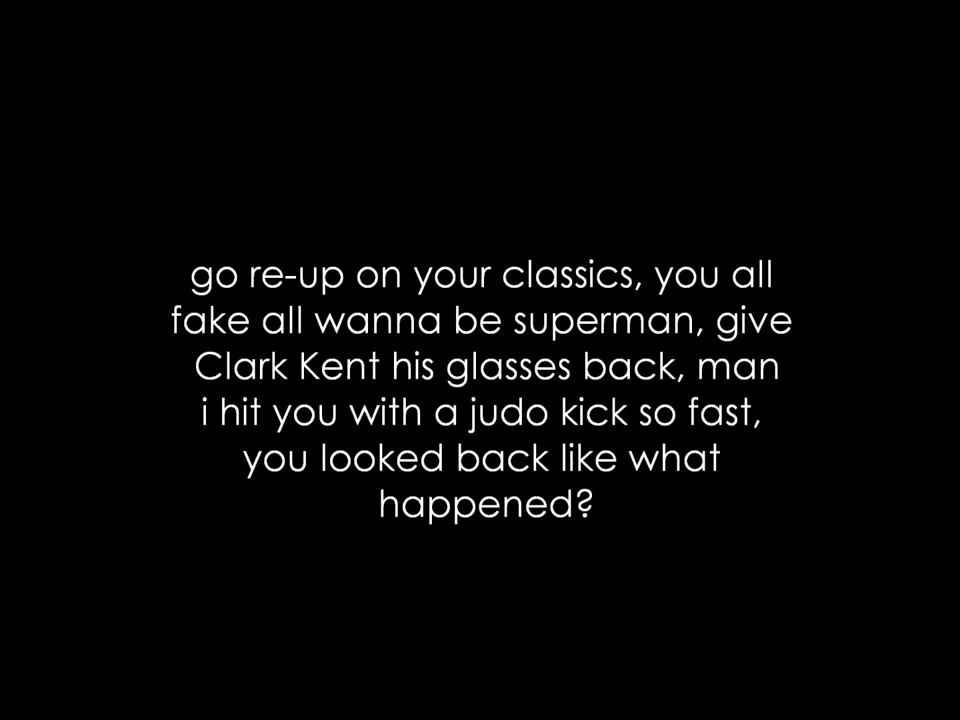 go re-up on your classics, you all
fake all wanna be superman, give
Clark Kent his glasses back, man
i hit you with a judo kick so fast,
you looked back like what
happened?